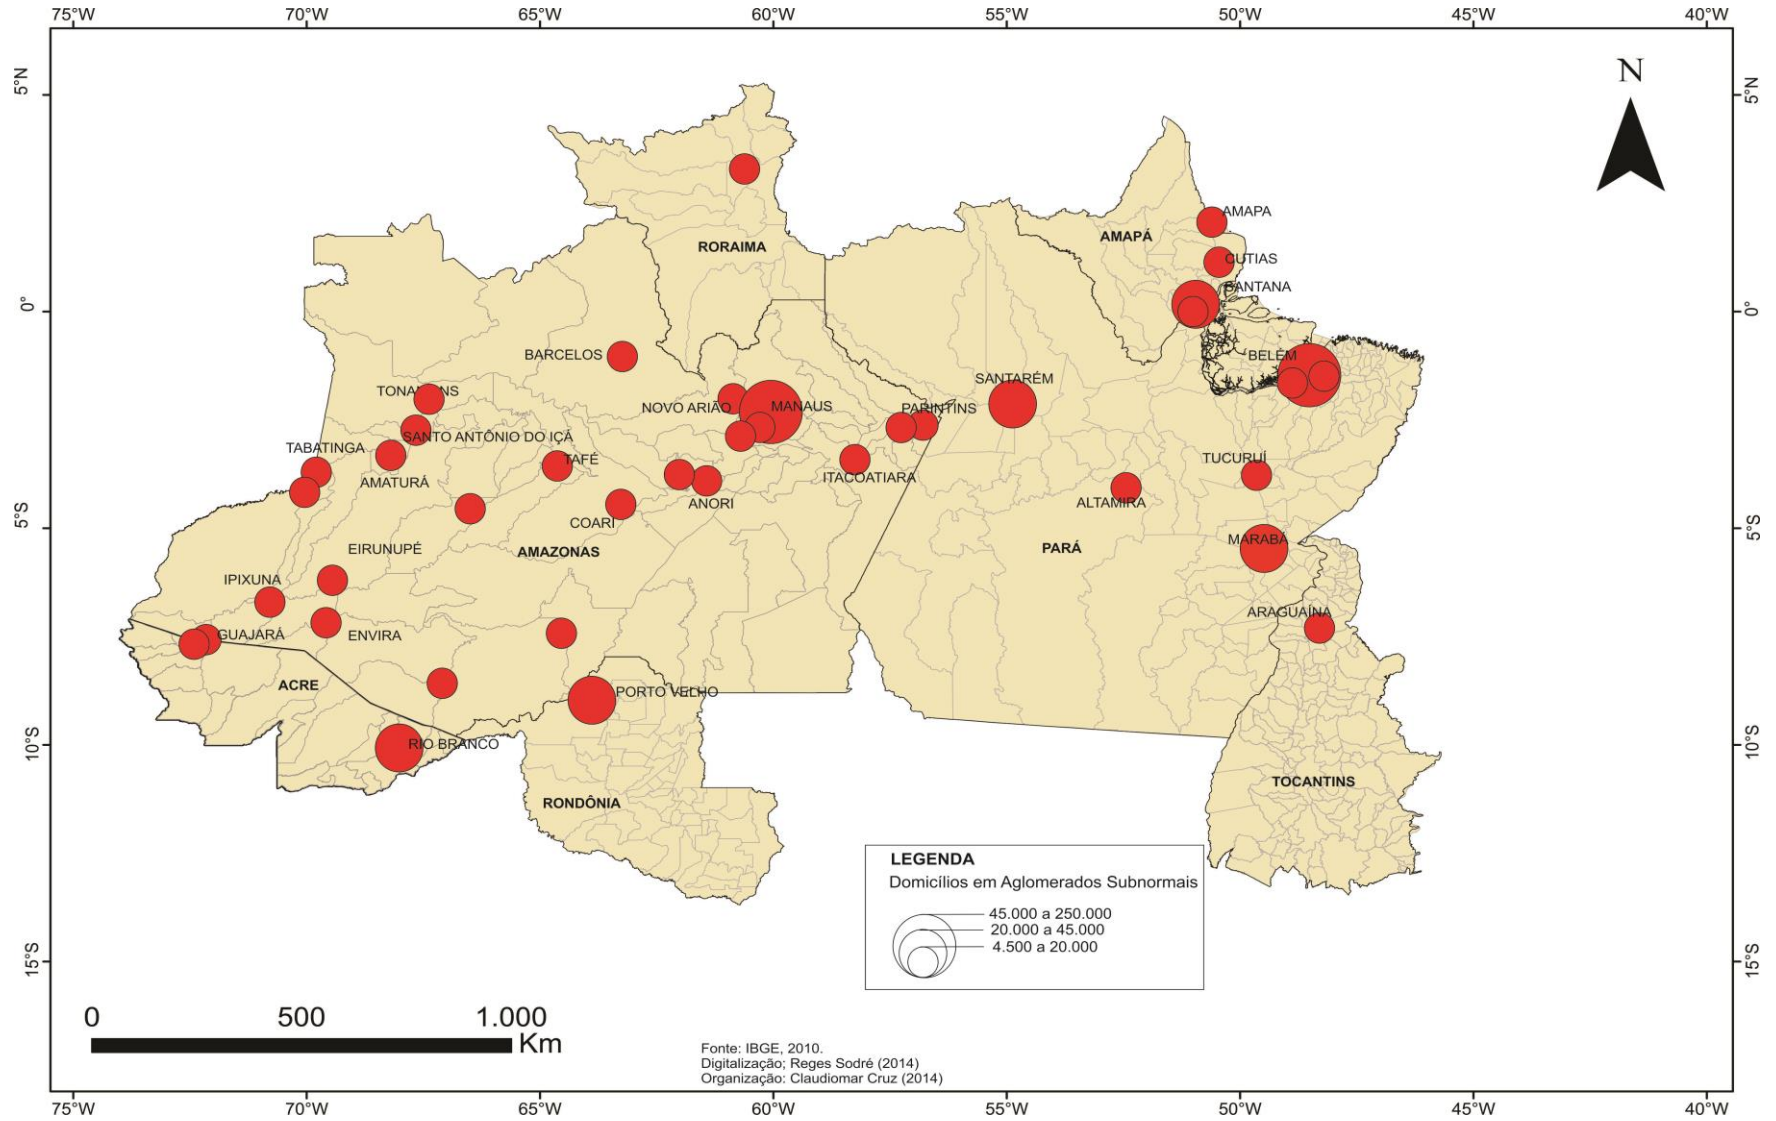 75°W 70°W 65°W 60°W 55°W 50°W 45°W 40°W
5°N
5°N
N
AMAPA
AMAPÁ
RORAIMA
CUTIAS
SANTANA
0°
0°
BARCELOS
BELÉM
SANTARÉM
TONANTINS
NOVO ARIÃO
MANAUS
PARINTINS
SANTO ANTÔNIO DO IÇÁ
TABATINGA
TAFÉ
TUCURUÍ
AMATURÁ
ITACOATIARA
ANORI
ALTAMIRA
COARI
5°S
5°S
MARABÁ
EIRUNUPÉ
AMAZONAS
PARÁ
IPIXUNA
ARAGUAÍNA
GUAJARÁ
ENVIRA
ACRE
PORTO VELHO
RIO BRANCO
10°S
10°S
TOCANTINS
RONDÔNIA
LEGENDA
Domicílios em Aglomerados Subnormais
45.000 a 250.000
20.000 a 45.000
4.500 a 20.000
15°S
15°S
0 500 1.000
Km
Fonte: IBGE, 2010.
Digitalização; Reges Sodré (2014)
Organização: Claudiomar Cruz (2014)
75°W 70°W 65°W 60°W 55°W 50°W 45°W 40°W